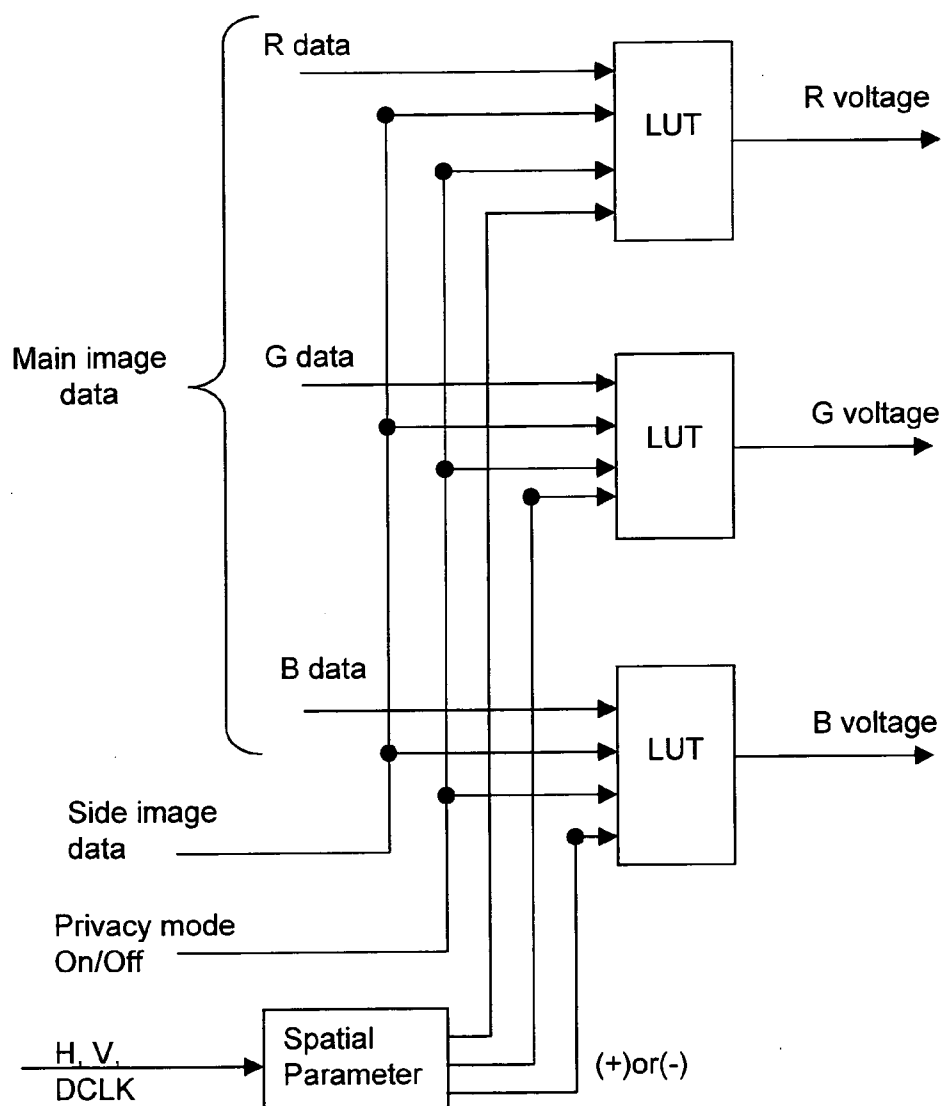 R data
LUT
R voltage
Main image
data
G data
LUT
G voltage
B data
LUT
B voltage
Side image
data
Privacy mode
On/Off
H, V,
DCLK
Spatial
Parameter
(+)or(-)